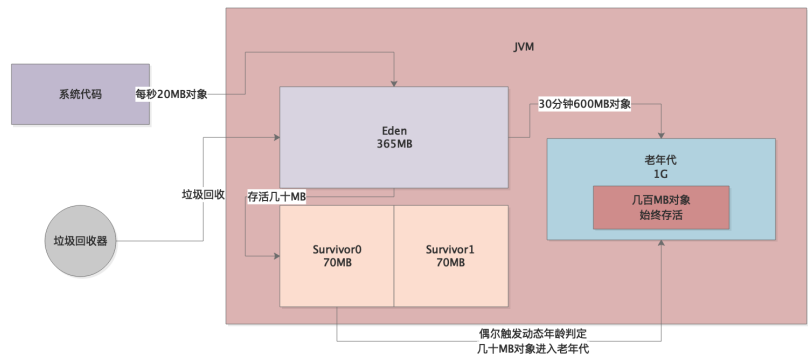 JVM
系统代码
每秒20MB对象
Eden
365MB
30分钟600MB对象
老年代
1G
几百MB对象
始终存活
垃圾回收
存活几十MB
垃圾回收器
Survivor0
70MB
Survivor1
70MB
偶尔触发动态年龄判定
几十MB对象进入老年代